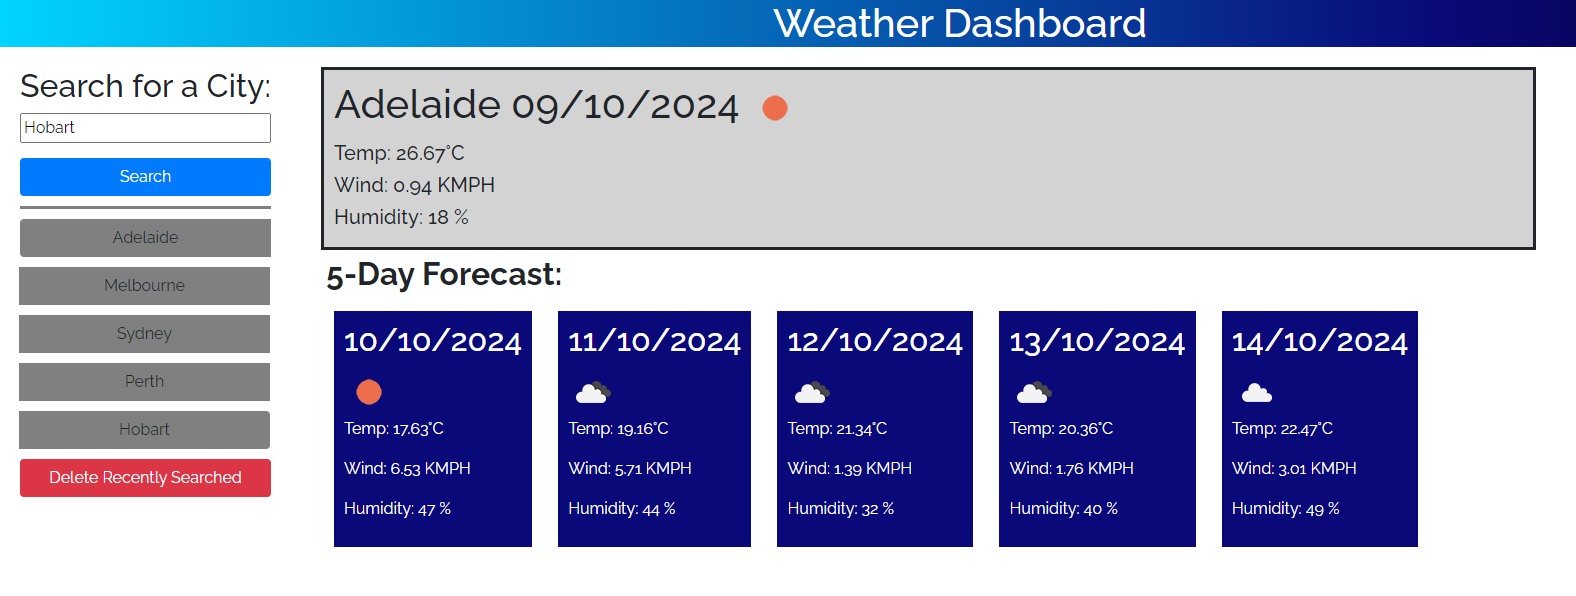 Weather Dashboard
Search for a City:
Hobart
Search
Adelaide
Melbourne
Sydney
Perth
Hobart
Delete Recently Searched
Adelaide 09/10/2024
Temp: 26.67°C
Wind: 0.94 KMPH
Humidity: 18 %
5-Day Forecast:
10/10/2024
Temp: 17.63°C
Wind: 6.53 KMPH
Humidity: 47 %
11/10/2024
Temp: 19.16°C
Wind: 5.71 KMPH
Humidity: 44 %
12/10/2024
Temp: 21.34°C
Wind: 1.39 KMPH
Humidity: 32 %
13/10/2024
Temp: 20.36°C
Wind: 1.76 KMPH
Humidity: 40 %
14/10/2024
Temp: 22.47°C
Wind: 3.01 KMPH
Humidity: 49 %